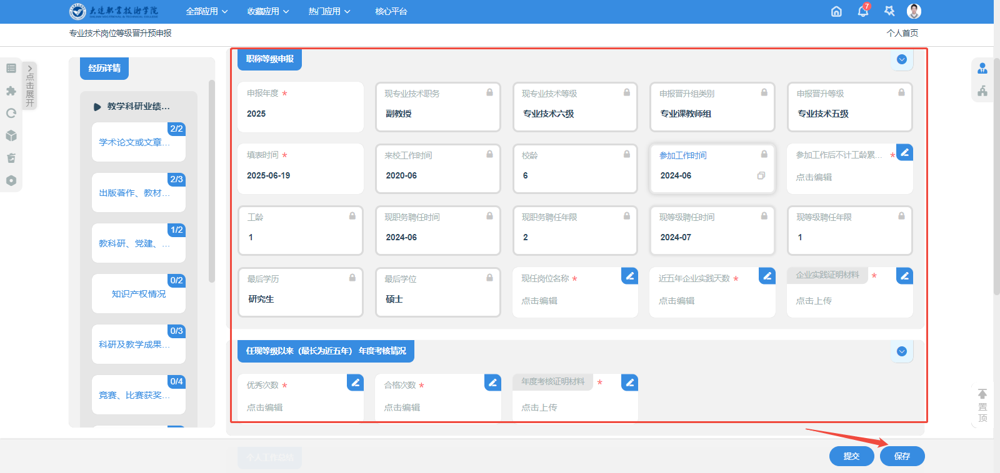 大连职业技术学院 全部应用 收藏应用 热门应用 核心平台 7
专业技术岗位等级晋升预申报 个人首页
点击展开
经历详情
教学科研业绩...
2/2
学术论文或文章...
2/3
出版著作、教材...
1/2
教科研、党建、...
0/2
知识产权情况
0/3
科研及教学成果...
0/4
竞赛、比赛获奖...
职称等级申报
申报年度 * 现专业技术职务 现专业技术等级 申报晋升组类别 申报晋升等级
2025 副教授 专业技术六级 专业课教师组 专业技术五级
填表时间 * 来校工作时间 校龄 参加工作时间 参加工作后不计工龄累... *
2025-06-19 2020-06 6 2024-06 点击编辑
工龄 现职务聘任时间 现职务聘任年限 现等级聘任时间 现等级聘任年限
1 2024-06 2 2024-07 1
最后学历 最后学位 现任岗位名称 * 近五年企业实践天数 * 企业实践证明材料 *
研究生 硕士 点击编辑 点击编辑 点击上传
任现等级以来（最长为近五年） 年度考核情况
优秀次数 * 合格次数 * 年度考核证明材料 *
点击编辑 点击编辑 点击上传
置顶
个人工作总结
提交 保存